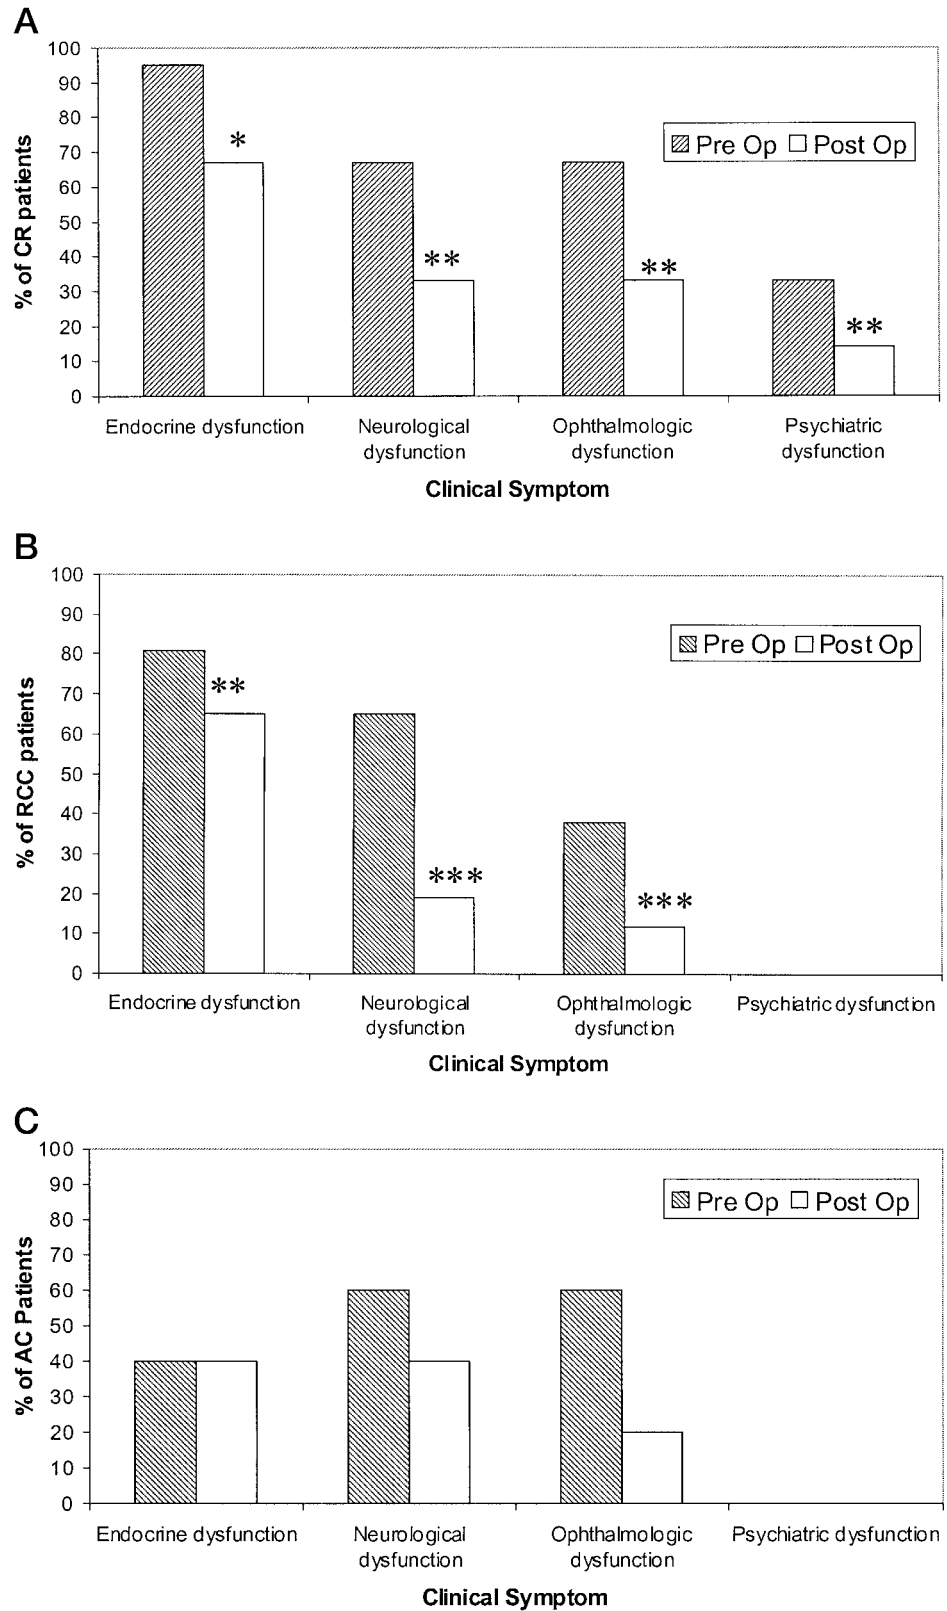 A
100
90
80
70
60
50
40
30
20
10
0
% of CR patients
Pre Op Post Op
*
**
**
**
Endocrine dysfunction
Neurological
dysfunction
Ophthalmologic
dysfunction
Psychiatric
dysfunction
Clinical Symptom
B
100
90
80
70
60
50
40
30
20
10
0
% of RCC patients
Pre Op Post Op
**
***
***
Endocrine dysfunction
Neurological
dysfunction
Ophthalmologic
dysfunction
Psychiatric dysfunction
Clinical Symptom
C
100
90
80
70
60
50
40
30
20
10
0
% of AC Patients
Pre Op Post Op
Endocrine dysfunction
Neurological
dysfunction
Ophthalmologic
dysfunction
Psychiatric dysfunction
Clinical Symptom